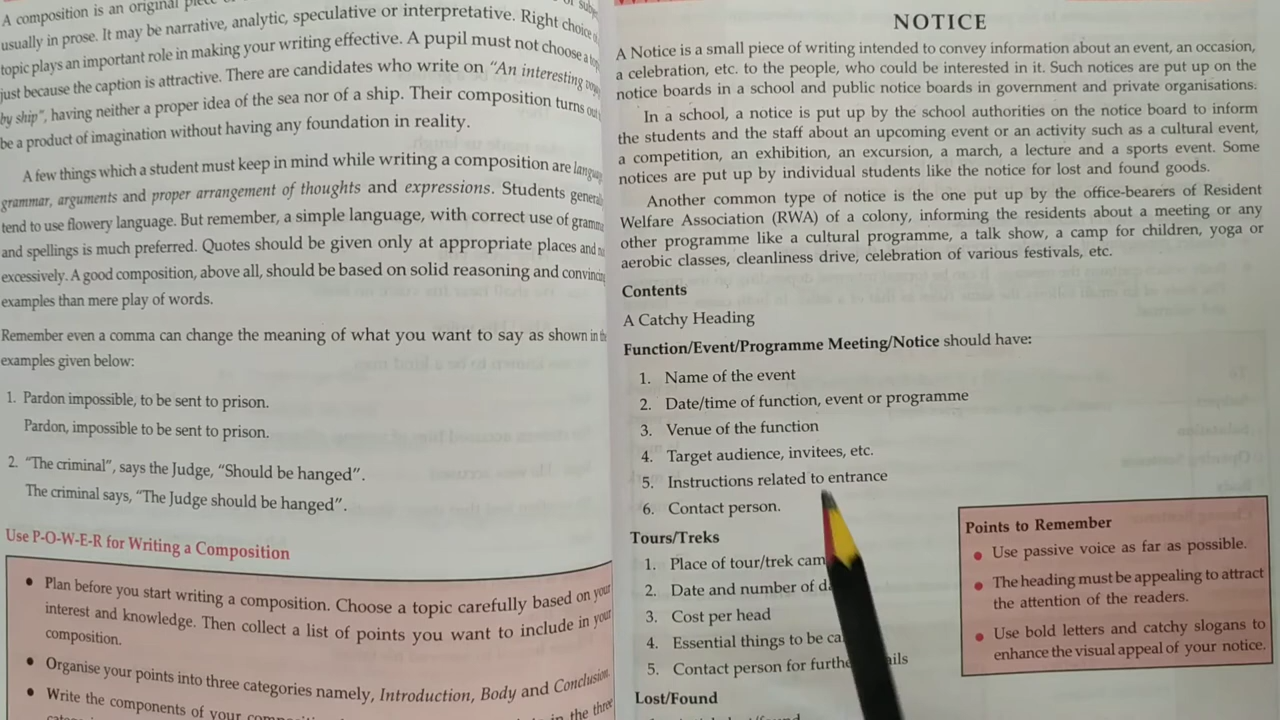 A composition is an original piece
usually in prose. It may be narrative, analytic, speculative or interpretative. Right choice
topic plays an important role in making your writing effective. A pupil must not choose a
just because the caption is attractive. There are candidates who write on "An interesting
by ship", having neither a proper idea of the sea nor of a ship. Their composition turns out
be a product of imagination without having any foundation in reality.
A few things which a student must keep in mind while writing a composition are
grammar, arguments and proper arrangement of thoughts and expressions. Students
tend to use flowery language. But remember, a simple language, with correct use of
and spellings is much preferred. Quotes should be given only at appropriate places and
excessively. A good composition, above all, should be based on solid reasoning and
examples than mere play of words.
Remember even a comma can change the meaning of what you want to say as shown in the
examples given below:
1. Pardon impossible, to be sent to prison.
Pardon, impossible to be sent to prison.
2. "The criminal", says the Judge, "Should be hanged".
The criminal says, "The Judge should be hanged".
Use P-O-W-E-R for Writing a Composition
• Plan before you start writing a composition. Choose a topic carefully based on your
interest and knowledge. Then collect a list of points you want to include in your
composition.
• Organise your points into three categories namely, Introduction, Body and Conclusion.
• Write the components of your in the three
NOTICE
A Notice is a small piece of writing intended to convey information about an event, an occasion,
a celebration, etc. to the people, who could be interested in it. Such notices are put up on the
notice boards in a school and public notice boards in government and private organisations.
In a school, a notice is put up by the school authorities on the notice board to inform
the students and the staff about an upcoming event or an activity such as a cultural event,
a competition, an exhibition, an excursion, a march, a lecture and a sports event. Some
notices are put up by individual students like the notice for lost and found goods.
Another common type of notice is the one put up by the office-bearers of Resident
Welfare Association (RWA) of a colony, informing the residents about a meeting or any
other programme like a cultural programme, a talk show, a camp for children, yoga or
aerobic classes, cleanliness drive, celebration of various festivals, etc.
Contents
A Catchy Heading
Function/Event/Programme Meeting/Notice should have:
1. Name of the event
2. Date/time of function, event or programme
3. Venue of the function
4. Target audience, invitees, etc.
5. Instructions related to entrance
6. Contact person.
Tours/Treks
1. Place of tour/trek
2. Date and number of
3. Cost per head
4. Essential things to be
5. Contact person for
Lost/Found
Points to Remember
• Use passive voice as far as possible.
• The heading must be appealing to attract
the attention of the readers.
• Use bold letters and catchy slogans to
enhance the visual appeal of your notice.